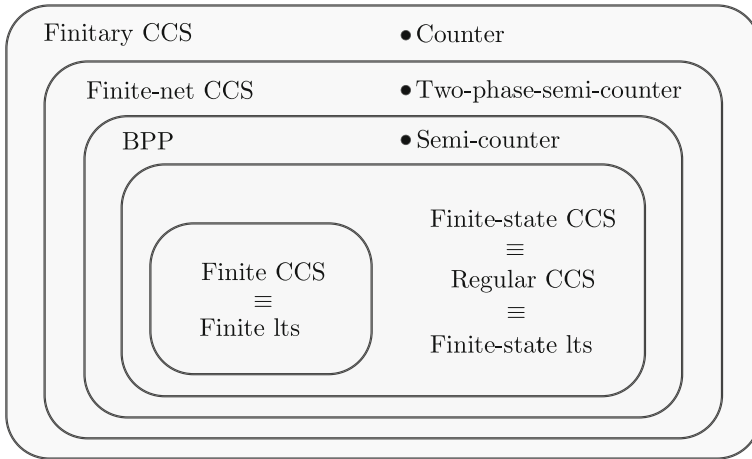 Finitary CCS
● Counter
Finite-net CCS
● Two-phase-semi-counter
BPP
● Semi-counter
Finite CCS
≡
Finite lts
Finite-state CCS
≡
Regular CCS
≡
Finite-state lts